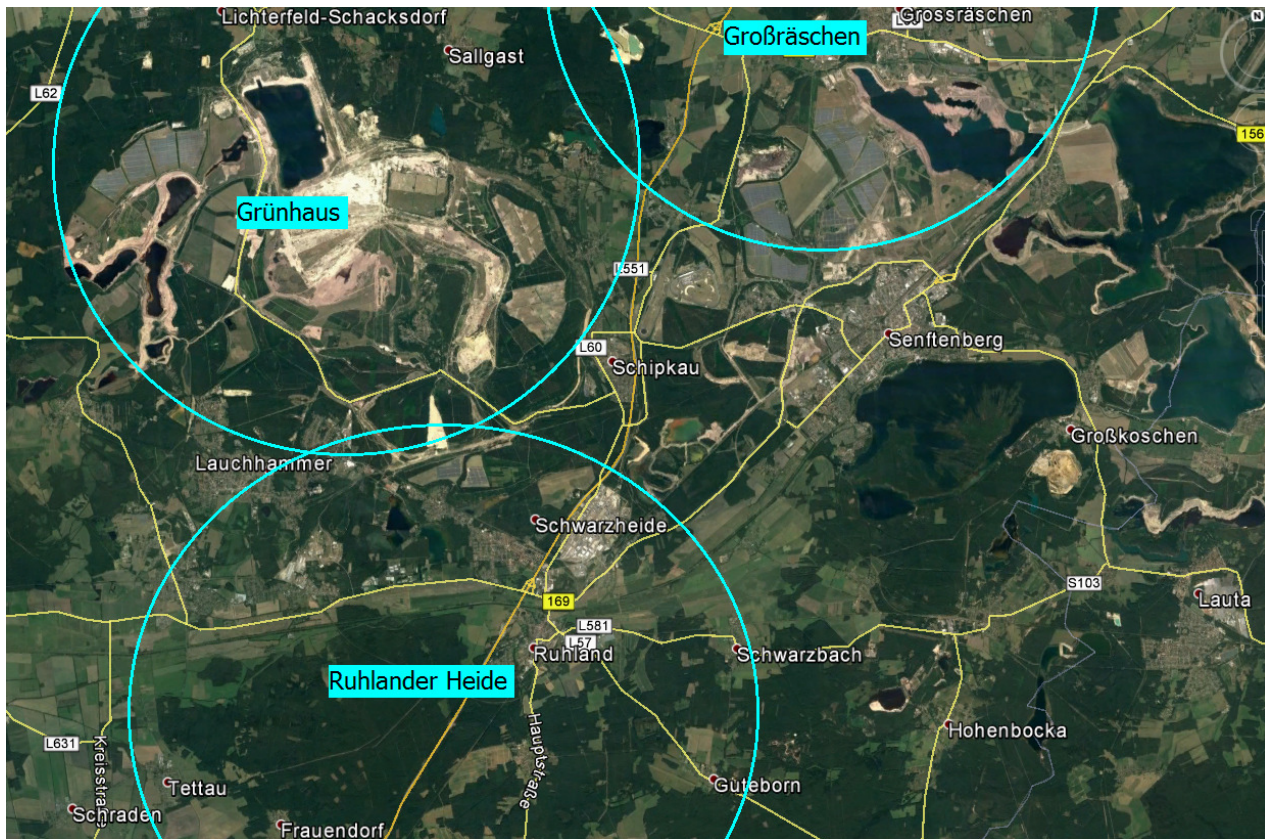 Lichterfeld-Schacksdorf
Grossräschen
N
Großräschen
Sallgast
L62
156
Grünhaus
L551
Senftenberg
L60
Schipkau
Großkoschen
Lauchhammer
Schwarzheide
S103
169
Lauta
L581
L57
Ruhland
Schwarzbach
Ruhlander Heide
Hauptstraße
Hohenbocka
L631
Kreisstraße
Tettau
Guteborn
Schraden
Frauendorf